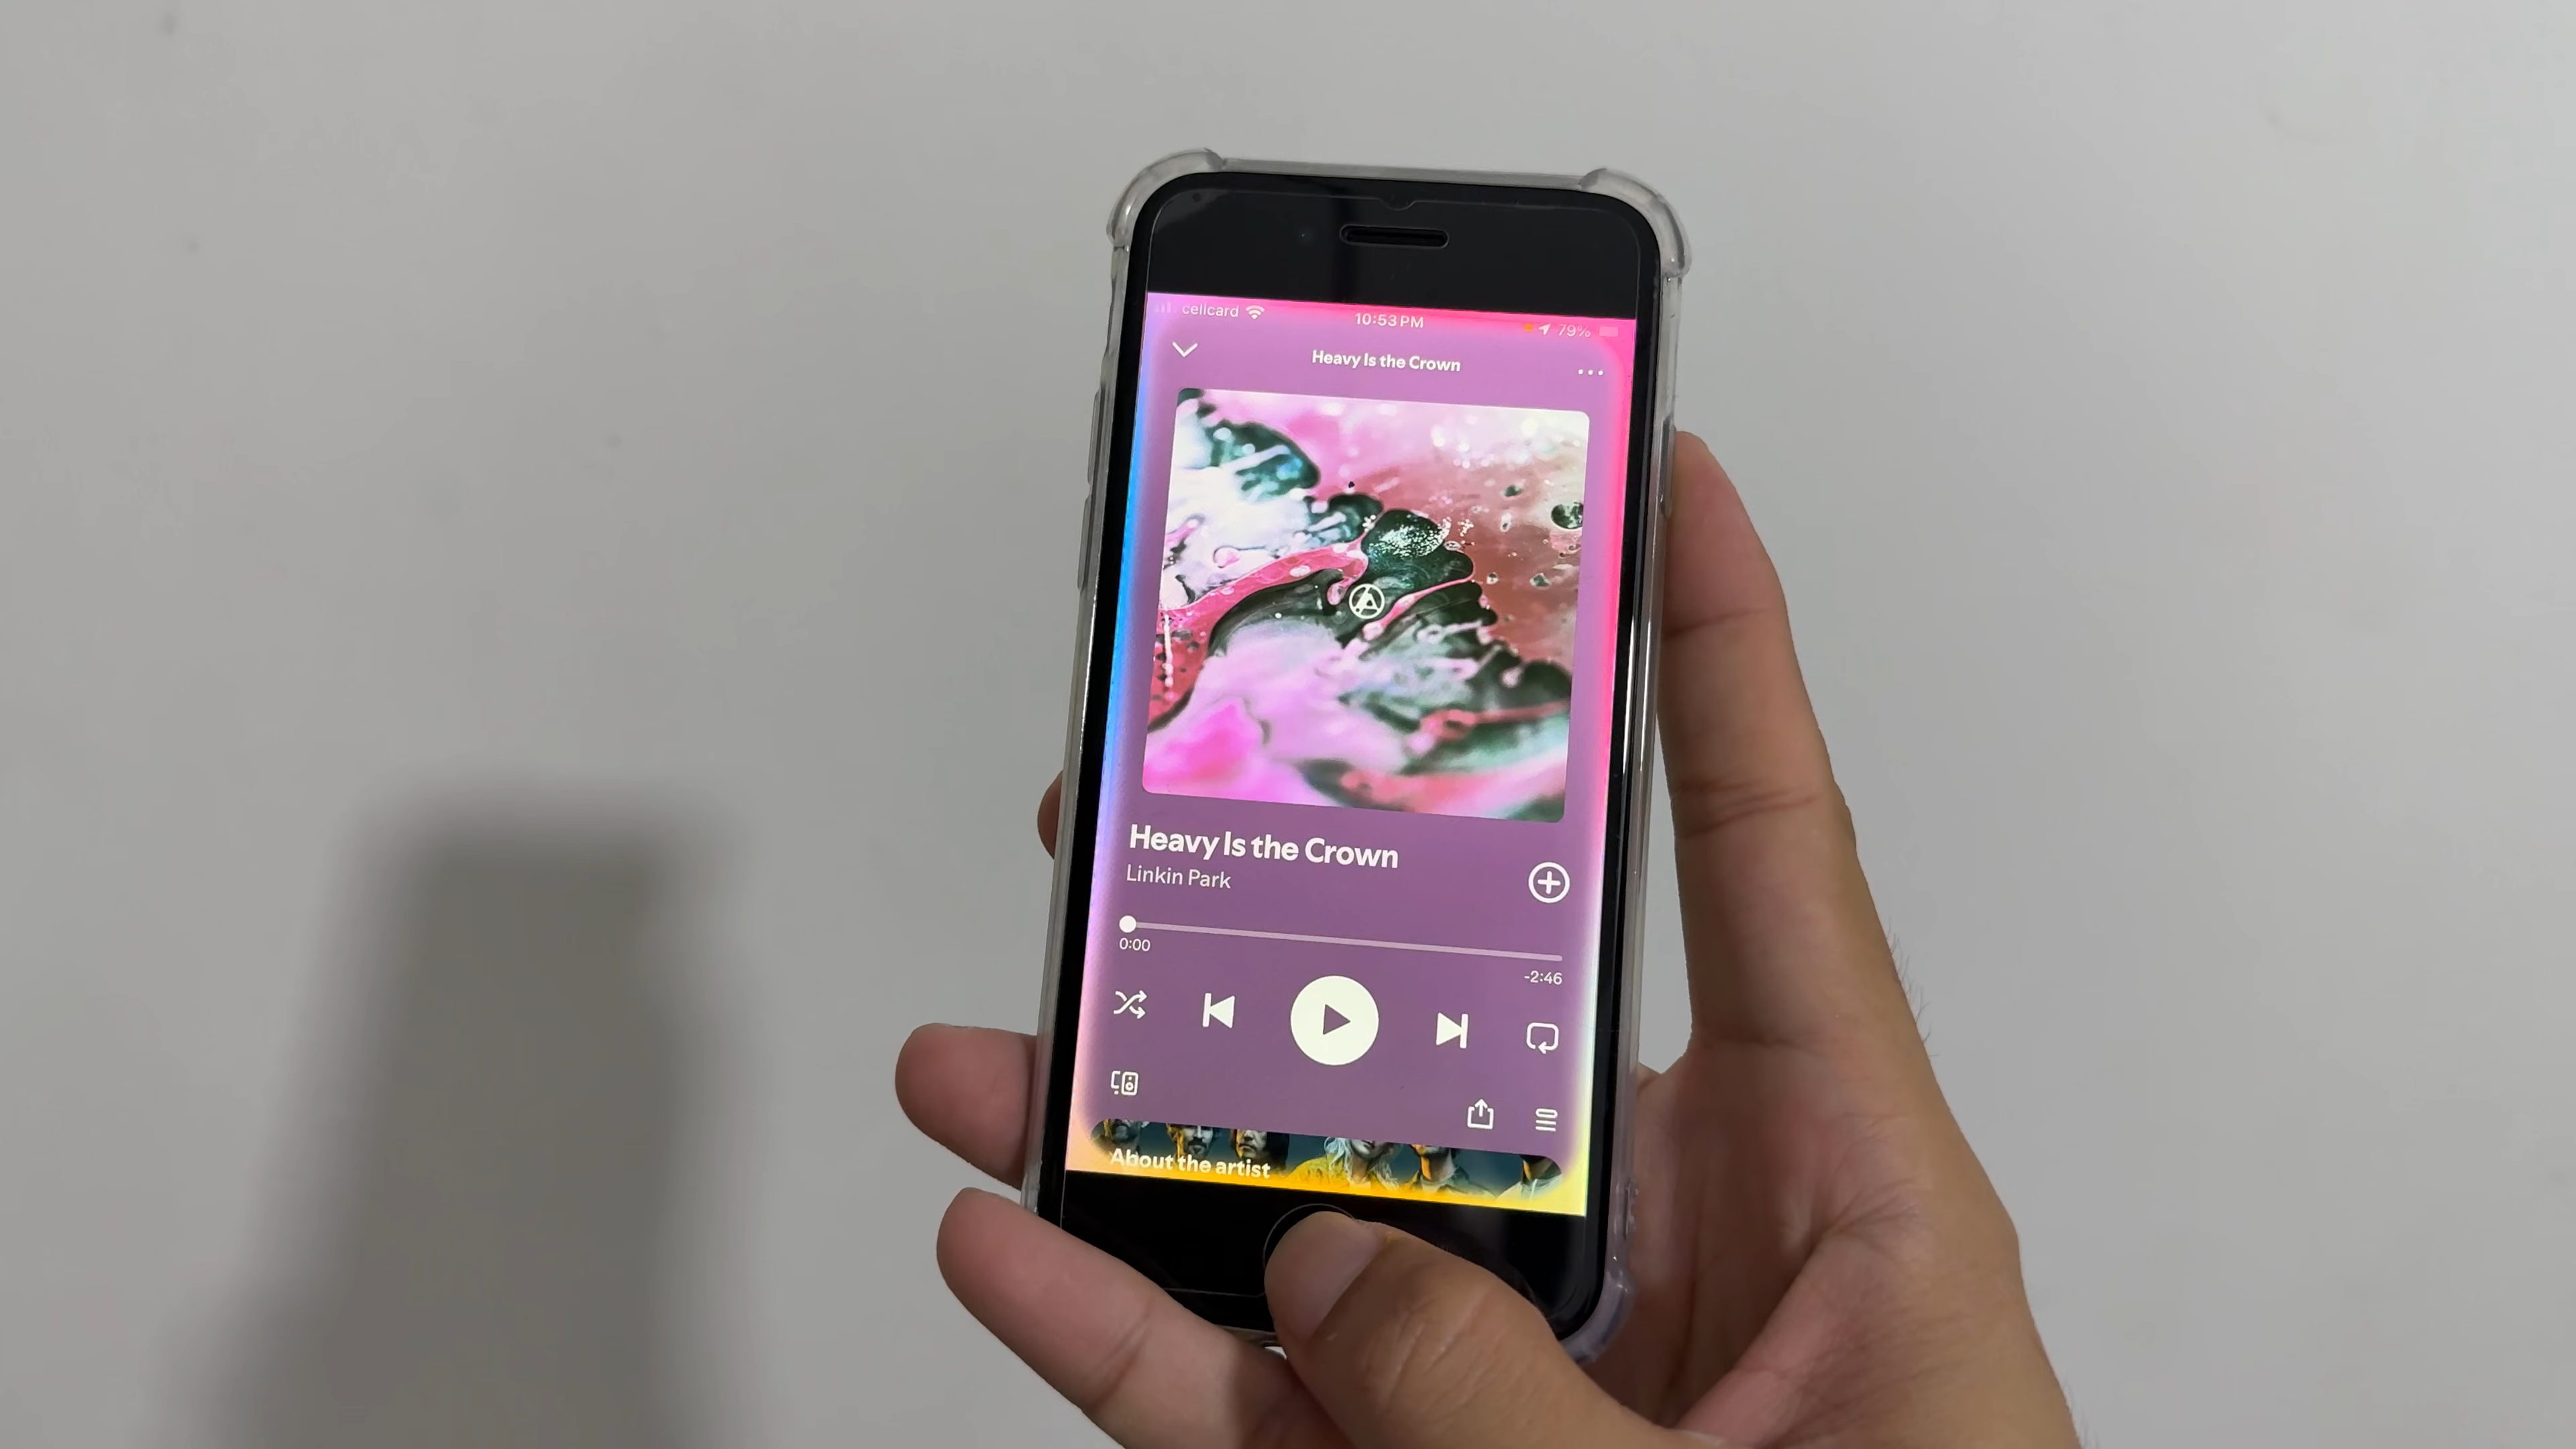 cellcard
10:53 PM
79%
Heavy Is the Crown
Heavy Is the Crown
Linkin Park
0:00
-2:46
About the artist